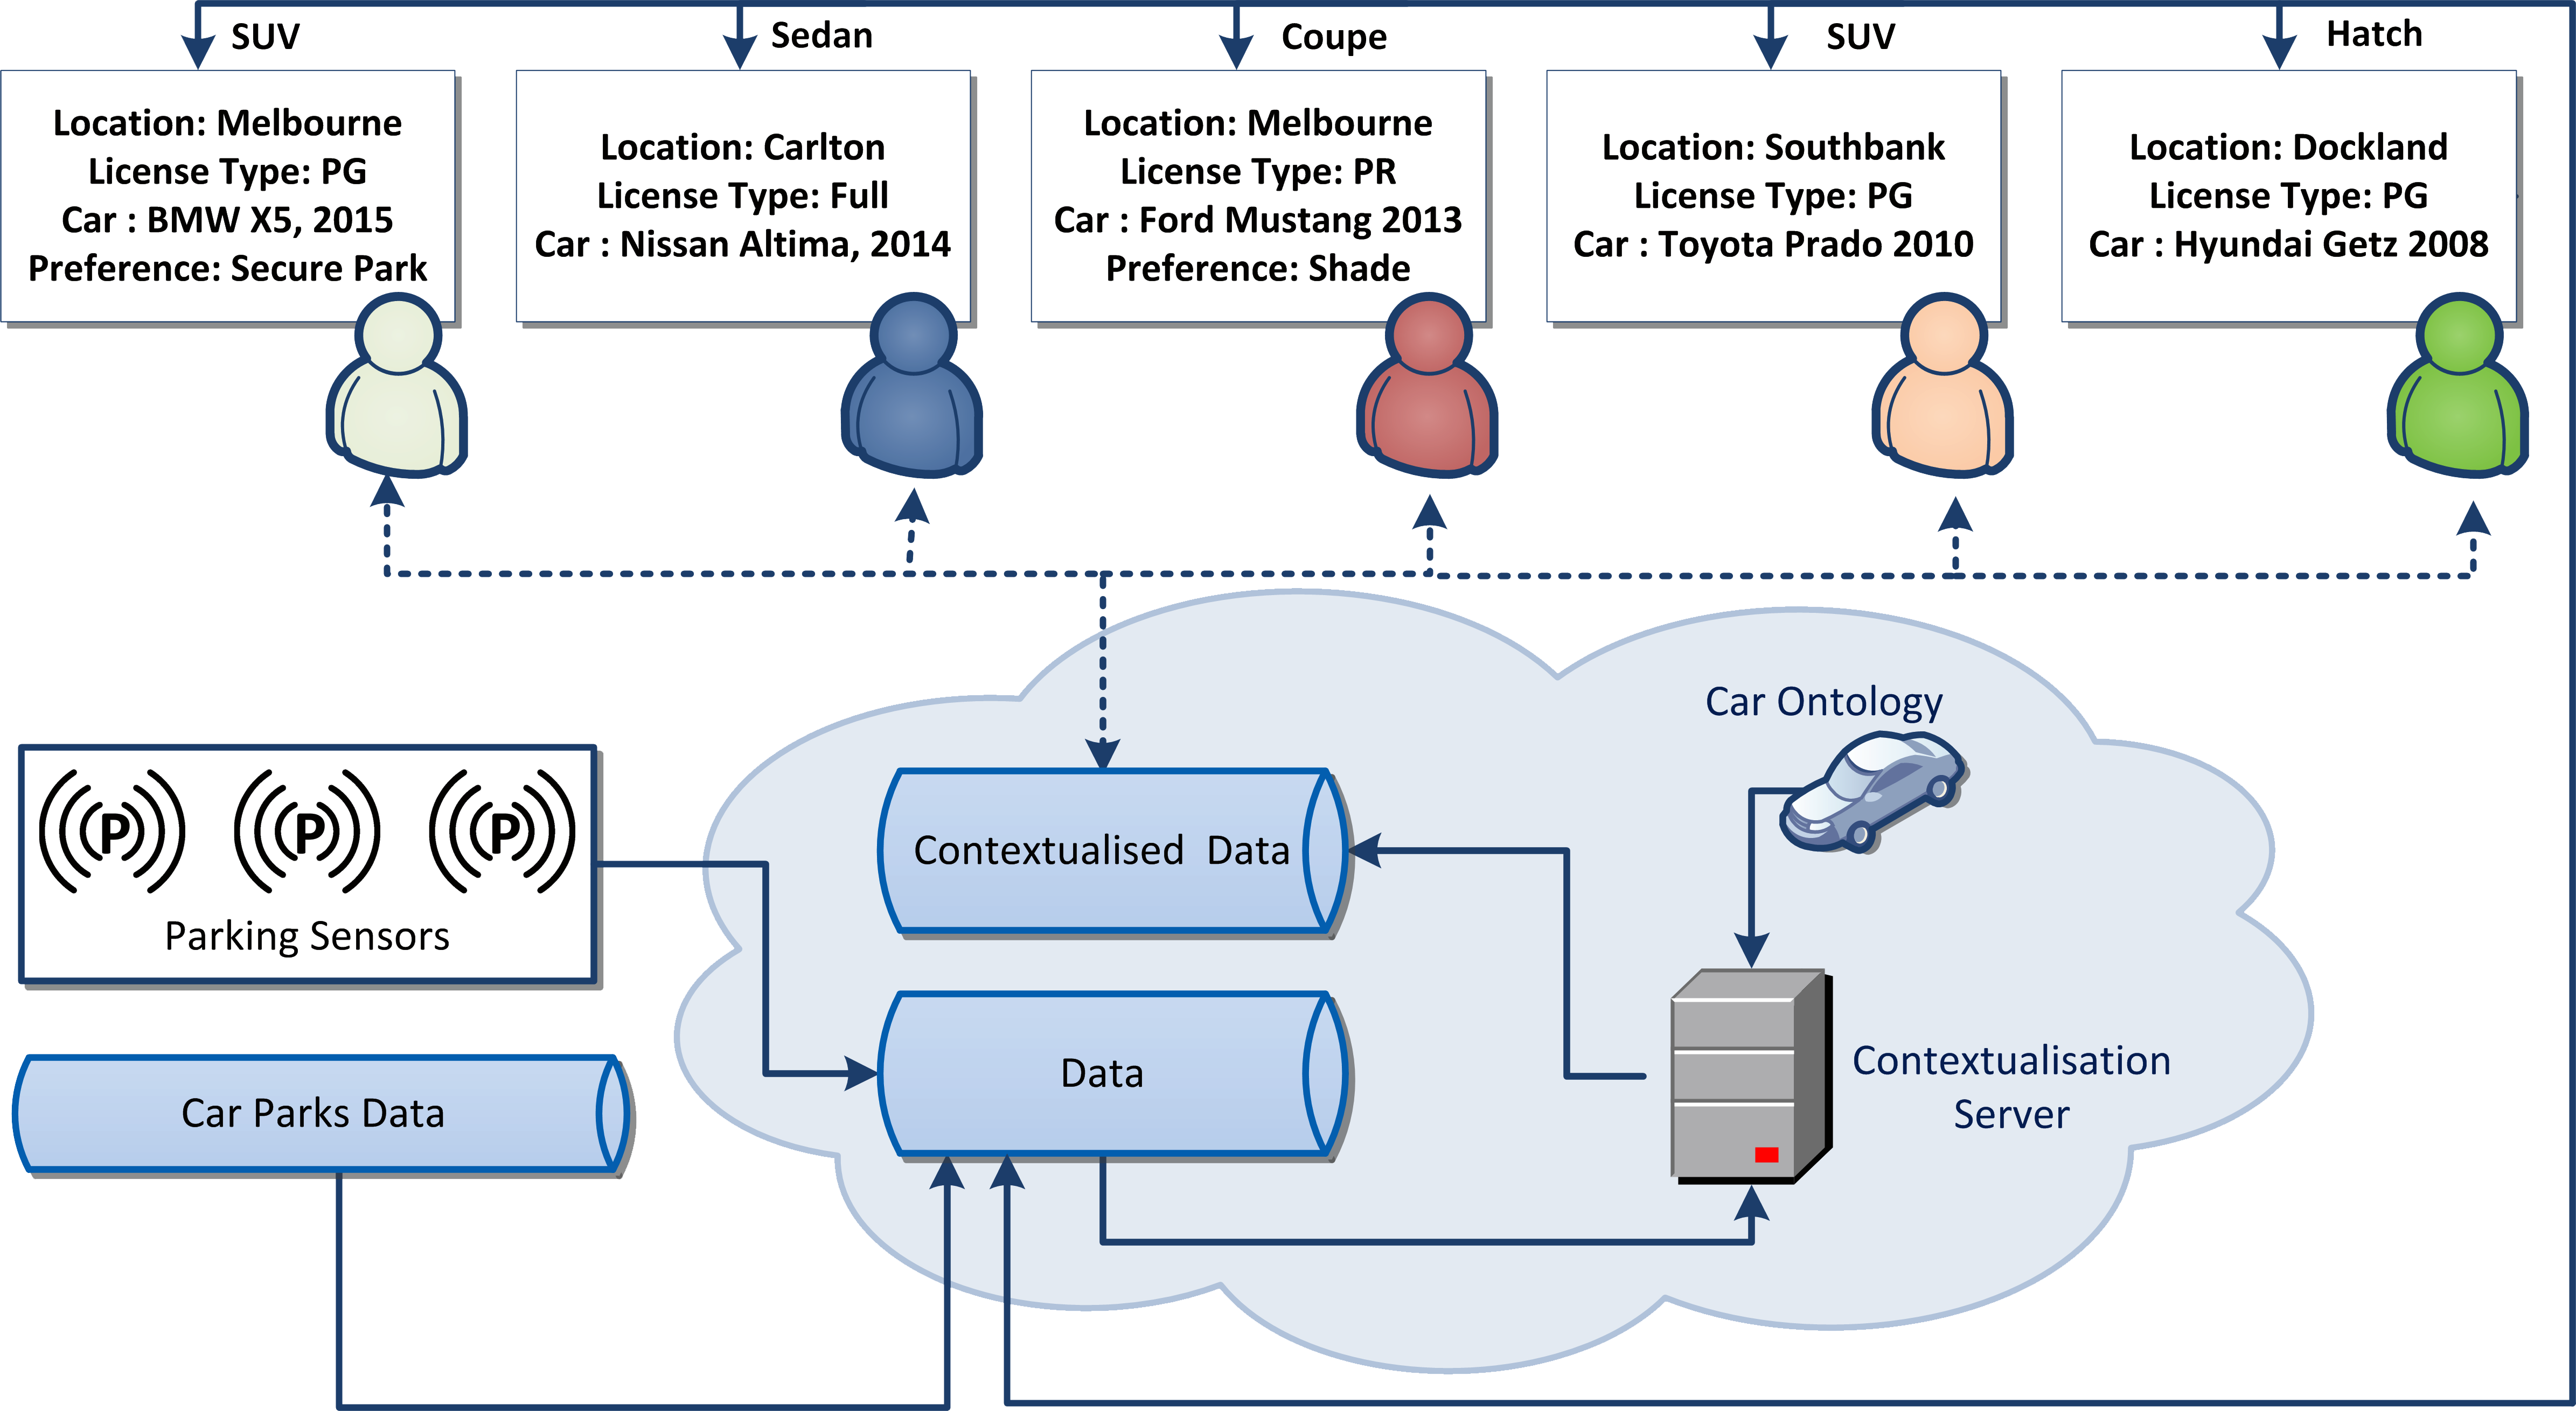 SUV
Sedan
Coupe
SUV
Hatch
Location: Melbourne
License Type: PG
Car : BMW X5, 2015
Preference: Secure Park
Location: Carlton
License Type: Full
Car : Nissan Altima, 2014
Location: Melbourne
License Type: PR
Car : Ford Mustang 2013
Preference: Shade
Location: Southbank
License Type: PG
Car : Toyota Prado 2010
Location: Dockland
License Type: PG
Car : Hyundai Getz 2008
Car Ontology
P
P
P
Parking Sensors
Contextualised Data
Data
Car Parks Data
Contextualisation
Server